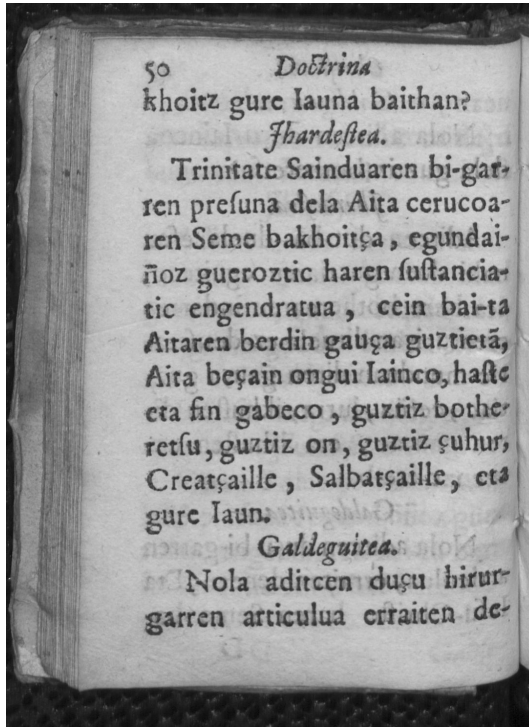 50 Doctrina
khoitz gure Iauna baithan?
Jhardeſtea.
Trinitate Sainduaren bi-gar-
ren preſuna dela Aita cerucoa-
ren Seme bakhoitça, egundai-
ñoz gueroztic haren ſuſtancia-
tic engendratua, cein bai-ta
Aitaren berdin gauça guztietã,
Aita beçain ongui Iainco, haſte
eta fin gabeco, guztiz bothe-
retſu, guztiz on, guztiz çuhur,
Creatçaille, Salbatçaille, eta
gure Iaun.
Galdeguitea.
Nola aditcen duçu hirur-
garren articulua erraiten de-